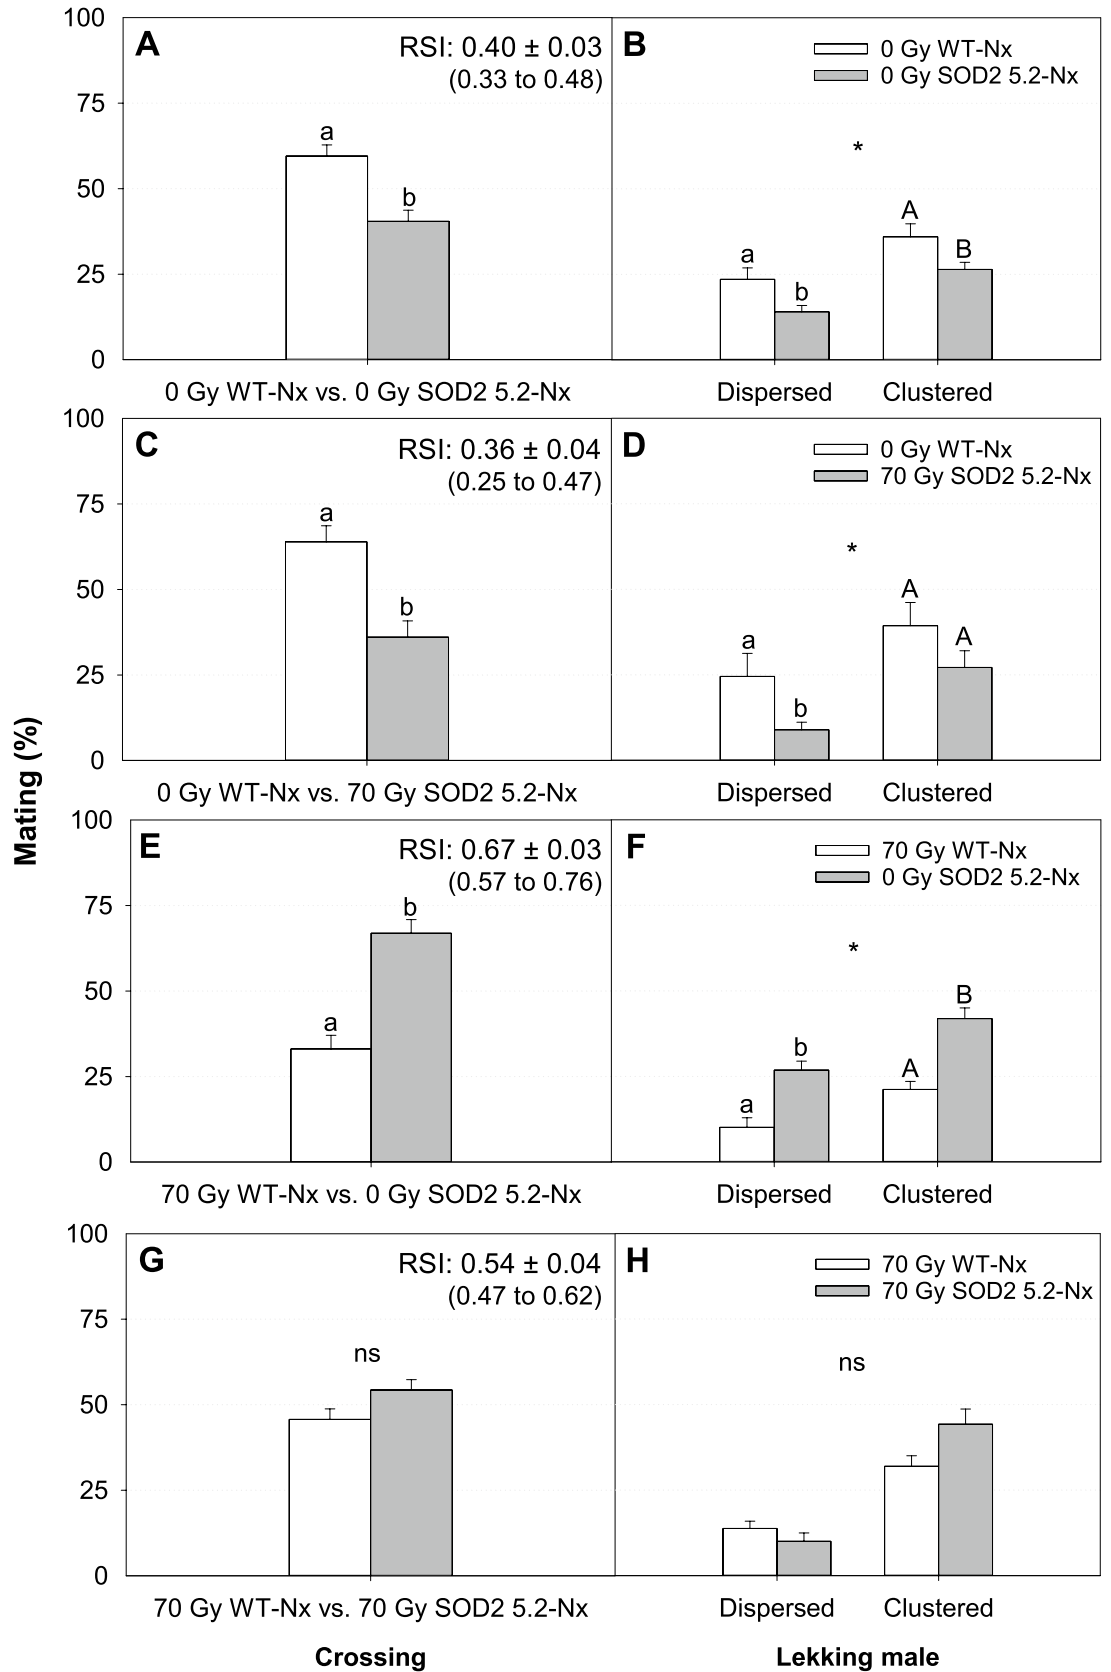 Mating (%)
100
75
50
25
0
A
RSI: 0.40 ± 0.03
(0.33 to 0.48)
a
b
0 Gy WT-Nx vs. 0 Gy SOD2 5.2-Nx
B
0 Gy WT-Nx
0 Gy SOD2 5.2-Nx
*
a
b
A
B
Dispersed
Clustered
100
75
50
25
0
C
RSI: 0.36 ± 0.04
(0.25 to 0.47)
a
b
0 Gy WT-Nx vs. 70 Gy SOD2 5.2-Nx
D
0 Gy WT-Nx
70 Gy SOD2 5.2-Nx
*
a
b
A
A
Dispersed
Clustered
100
75
50
25
0
E
RSI: 0.67 ± 0.03
(0.57 to 0.76)
a
b
70 Gy WT-Nx vs. 0 Gy SOD2 5.2-Nx
F
70 Gy WT-Nx
0 Gy SOD2 5.2-Nx
*
a
b
A
B
Dispersed
Clustered
100
75
50
25
0
G
RSI: 0.54 ± 0.04
(0.47 to 0.62)
ns
70 Gy WT-Nx vs. 70 Gy SOD2 5.2-Nx
H
70 Gy WT-Nx
70 Gy SOD2 5.2-Nx
ns
Dispersed
Clustered
Crossing
Lekking male